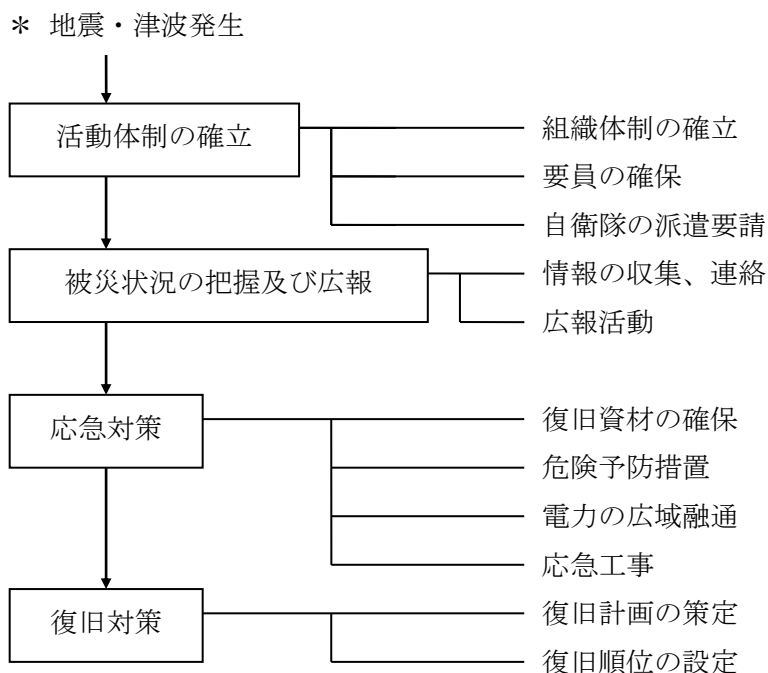 ＊ 地震・津波発生
活動体制の確立
組織体制の確立
要員の確保
自衛隊の派遣要請
被災状況の把握及び広報
情報の収集、連絡
広報活動
応急対策
復旧資材の確保
危険予防措置
電力の広域融通
応急工事
復旧対策
復旧計画の策定
復旧順位の設定